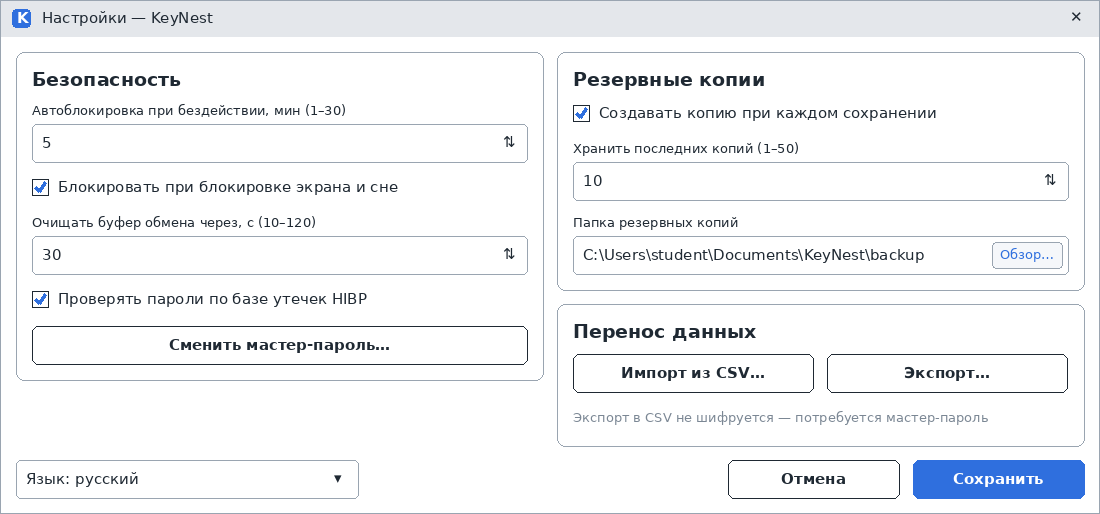 K Настройки — KeyNest ✕
Безопасность
Автоблокировка при бездействии, мин (1–30)
5
Блокировать при блокировке экрана и сне
Очищать буфер обмена через, с (10–120)
30
Проверять пароли по базе утечек HIBP
Сменить мастер-пароль...
Резервные копии
Создавать копию при каждом сохранении
Хранить последних копий (1–50)
10
Папка резервных копий
C:\Users\student\Documents\KeyNest\backup Обзор...
Перенос данных
Импорт из CSV... Экспорт...
Экспорт в CSV не шифруется — потребуется мастер-пароль
Язык: русский Отмена Сохранить